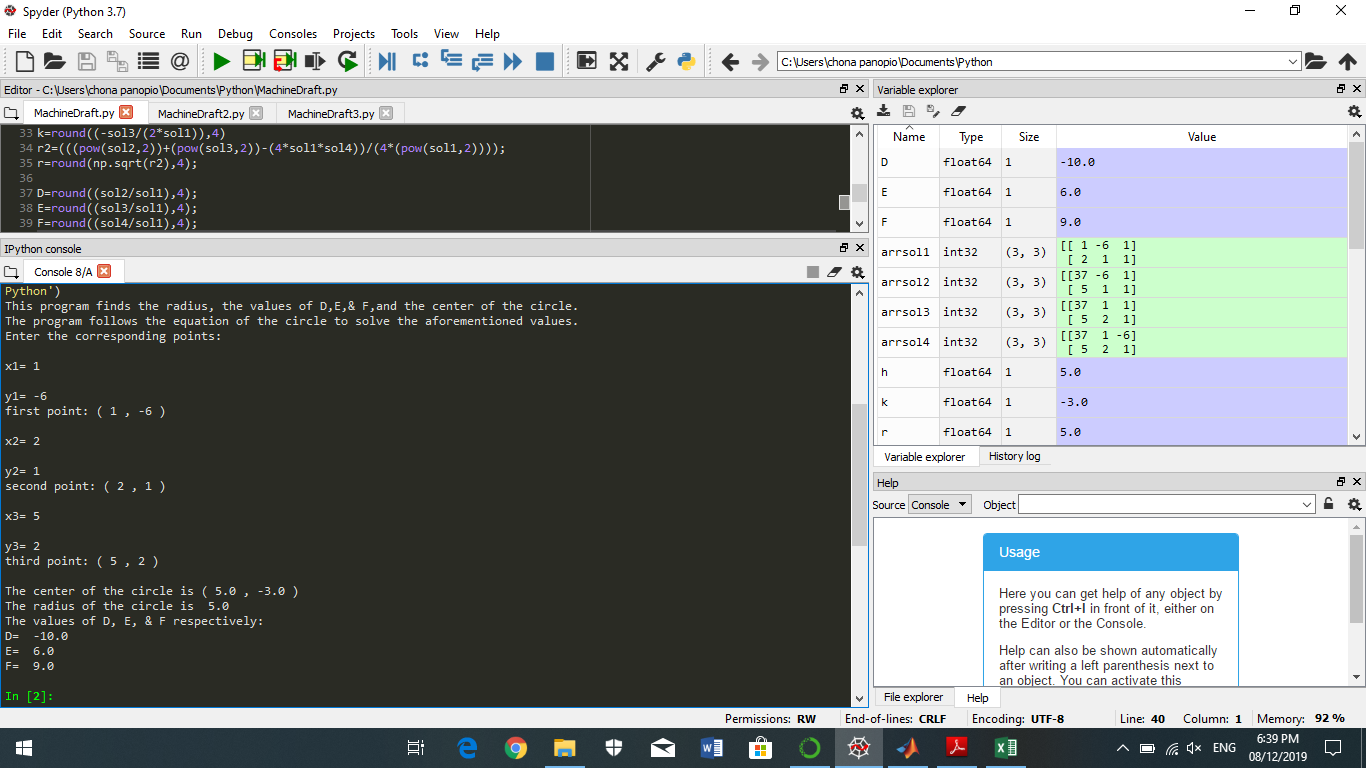 Spyder (Python 3.7)
File Edit Search Source Run Debug Consoles Projects Tools View Help
C:\Users\chona panopio\Documents\Python
Editor - C:\Users\chona panopio\Documents\Python\MachineDraft.py
MachineDraft.py MachineDraft2.py MachineDraft3.py
33 k=round((-sol3/(2*sol1)),4)
34 r2=(((pow(sol2,2))+(pow(sol3,2))-(4*sol1*sol4))/(4*(pow(sol1,2))));
35 r=round(np.sqrt(r2),4);
36
37 D=round((sol2/sol1),4);
38 E=round((sol3/sol1),4);
39 F=round((sol4/sol1),4);
IPython console
Console 8/A
Python')
This program finds the radius, the values of D,E,& F,and the center of the circle.
The program follows the equation of the circle to solve the aforementioned values.
Enter the corresponding points:
x1= 1
y1= -6
first point: ( 1 , -6 )
x2= 2
y2= 1
second point: ( 2 , 1 )
x3= 5
y3= 2
third point: ( 5 , 2 )
The center of the circle is ( 5.0 , -3.0 )
The radius of the circle is  5.0
The values of D, E, & F respectively:
D=  -10.0
E=  6.0
F=  9.0
In [2]:
Variable explorer
Name Type Size Value
D float64 1 -10.0
E float64 1 6.0
F float64 1 9.0
arrsol1 int32 (3, 3) [[ 1 -6  1]
[ 2  1  1]
arrsol2 int32 (3, 3) [[37 -6  1]
[ 5  1  1]
arrsol3 int32 (3, 3) [[37  1  1]
[ 5  2  1]
arrsol4 int32 (3, 3) [[37  1 -6]
[ 5  2  1]
h float64 1 5.0
k float64 1 -3.0
r float64 1 5.0
Variable explorer History log
Help
Source Console Object
Usage
Here you can get help of any object by
pressing Ctrl+I in front of it, either on
the Editor or the Console.
Help can also be shown automatically
after writing a left parenthesis next to
an object. You can activate this
File explorer Help
Permissions: RW End-of-lines: CRLF Encoding: UTF-8 Line: 40 Column: 1 Memory: 92 %
ENG
6:39 PM
08/12/2019